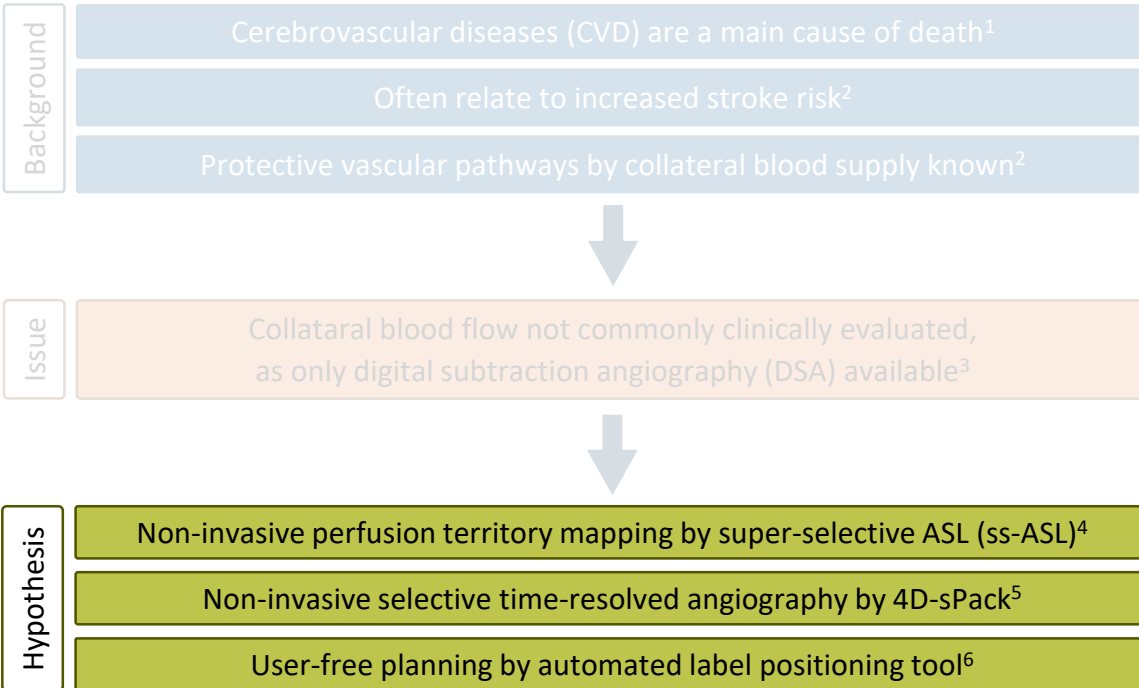 Background
Cerebrovascular diseases (CVD) are a main cause of death¹
Often relate to increased stroke risk²
Protective vascular pathways by collateral blood supply known²
Issue
Collataral blood flow not commonly clinically evaluated,
as only digital subtraction angiography (DSA) available³
Hypothesis
Non-invasive perfusion territory mapping by super-selective ASL (ss-ASL)⁴
Non-invasive selective time-resolved angiography by 4D-sPack⁵
User-free planning by automated label positioning tool⁶